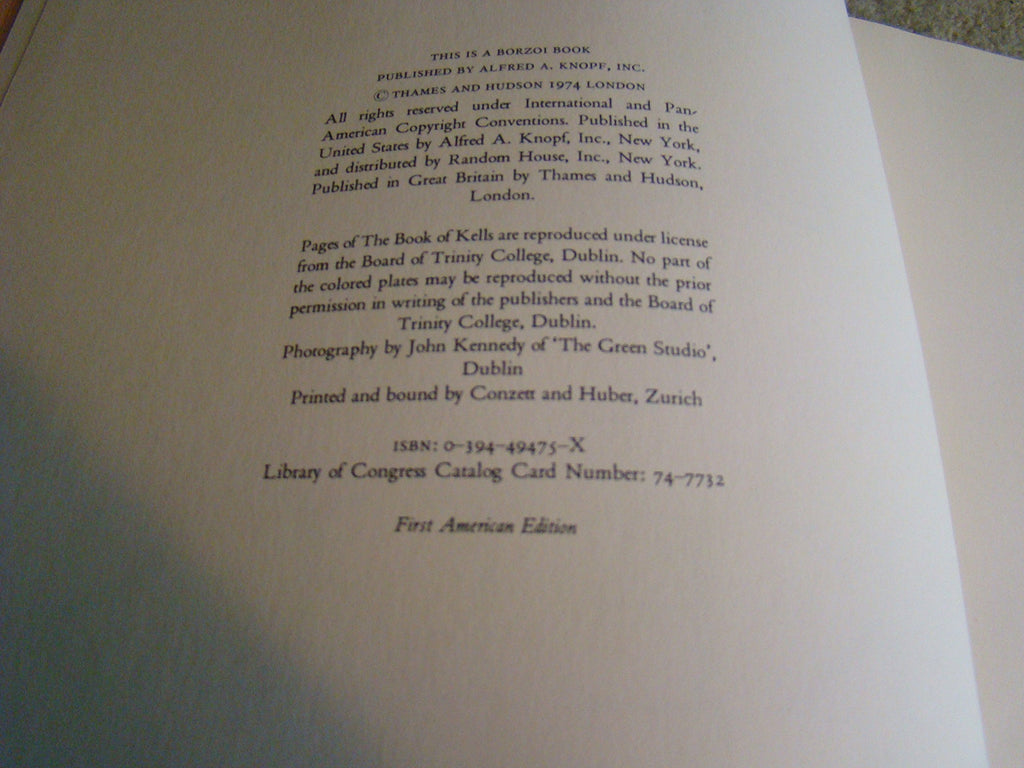 THIS IS A BORZOI BOOK
PUBLISHED BY ALFRED A. KNOPF, INC.
© THAMES AND HUDSON 1974 LONDON
All rights reserved under International and Pan-
American Copyright Conventions. Published in the
United States by Alfred A. Knopf, Inc., New York,
and distributed by Random House, Inc., New York.
Published in Great Britain by Thames and Hudson,
London.
Pages of The Book of Kells are reproduced under license
from the Board of Trinity College, Dublin. No part of
the colored plates may be reproduced without the prior
permission in writing of the publishers and the Board of
Trinity College, Dublin.
Photography by John Kennedy of 'The Green Studio',
Dublin
Printed and bound by Conzett and Huber, Zurich
ISBN: 0-394-49475-X
Library of Congress Catalog Card Number: 74-7732
First American Edition